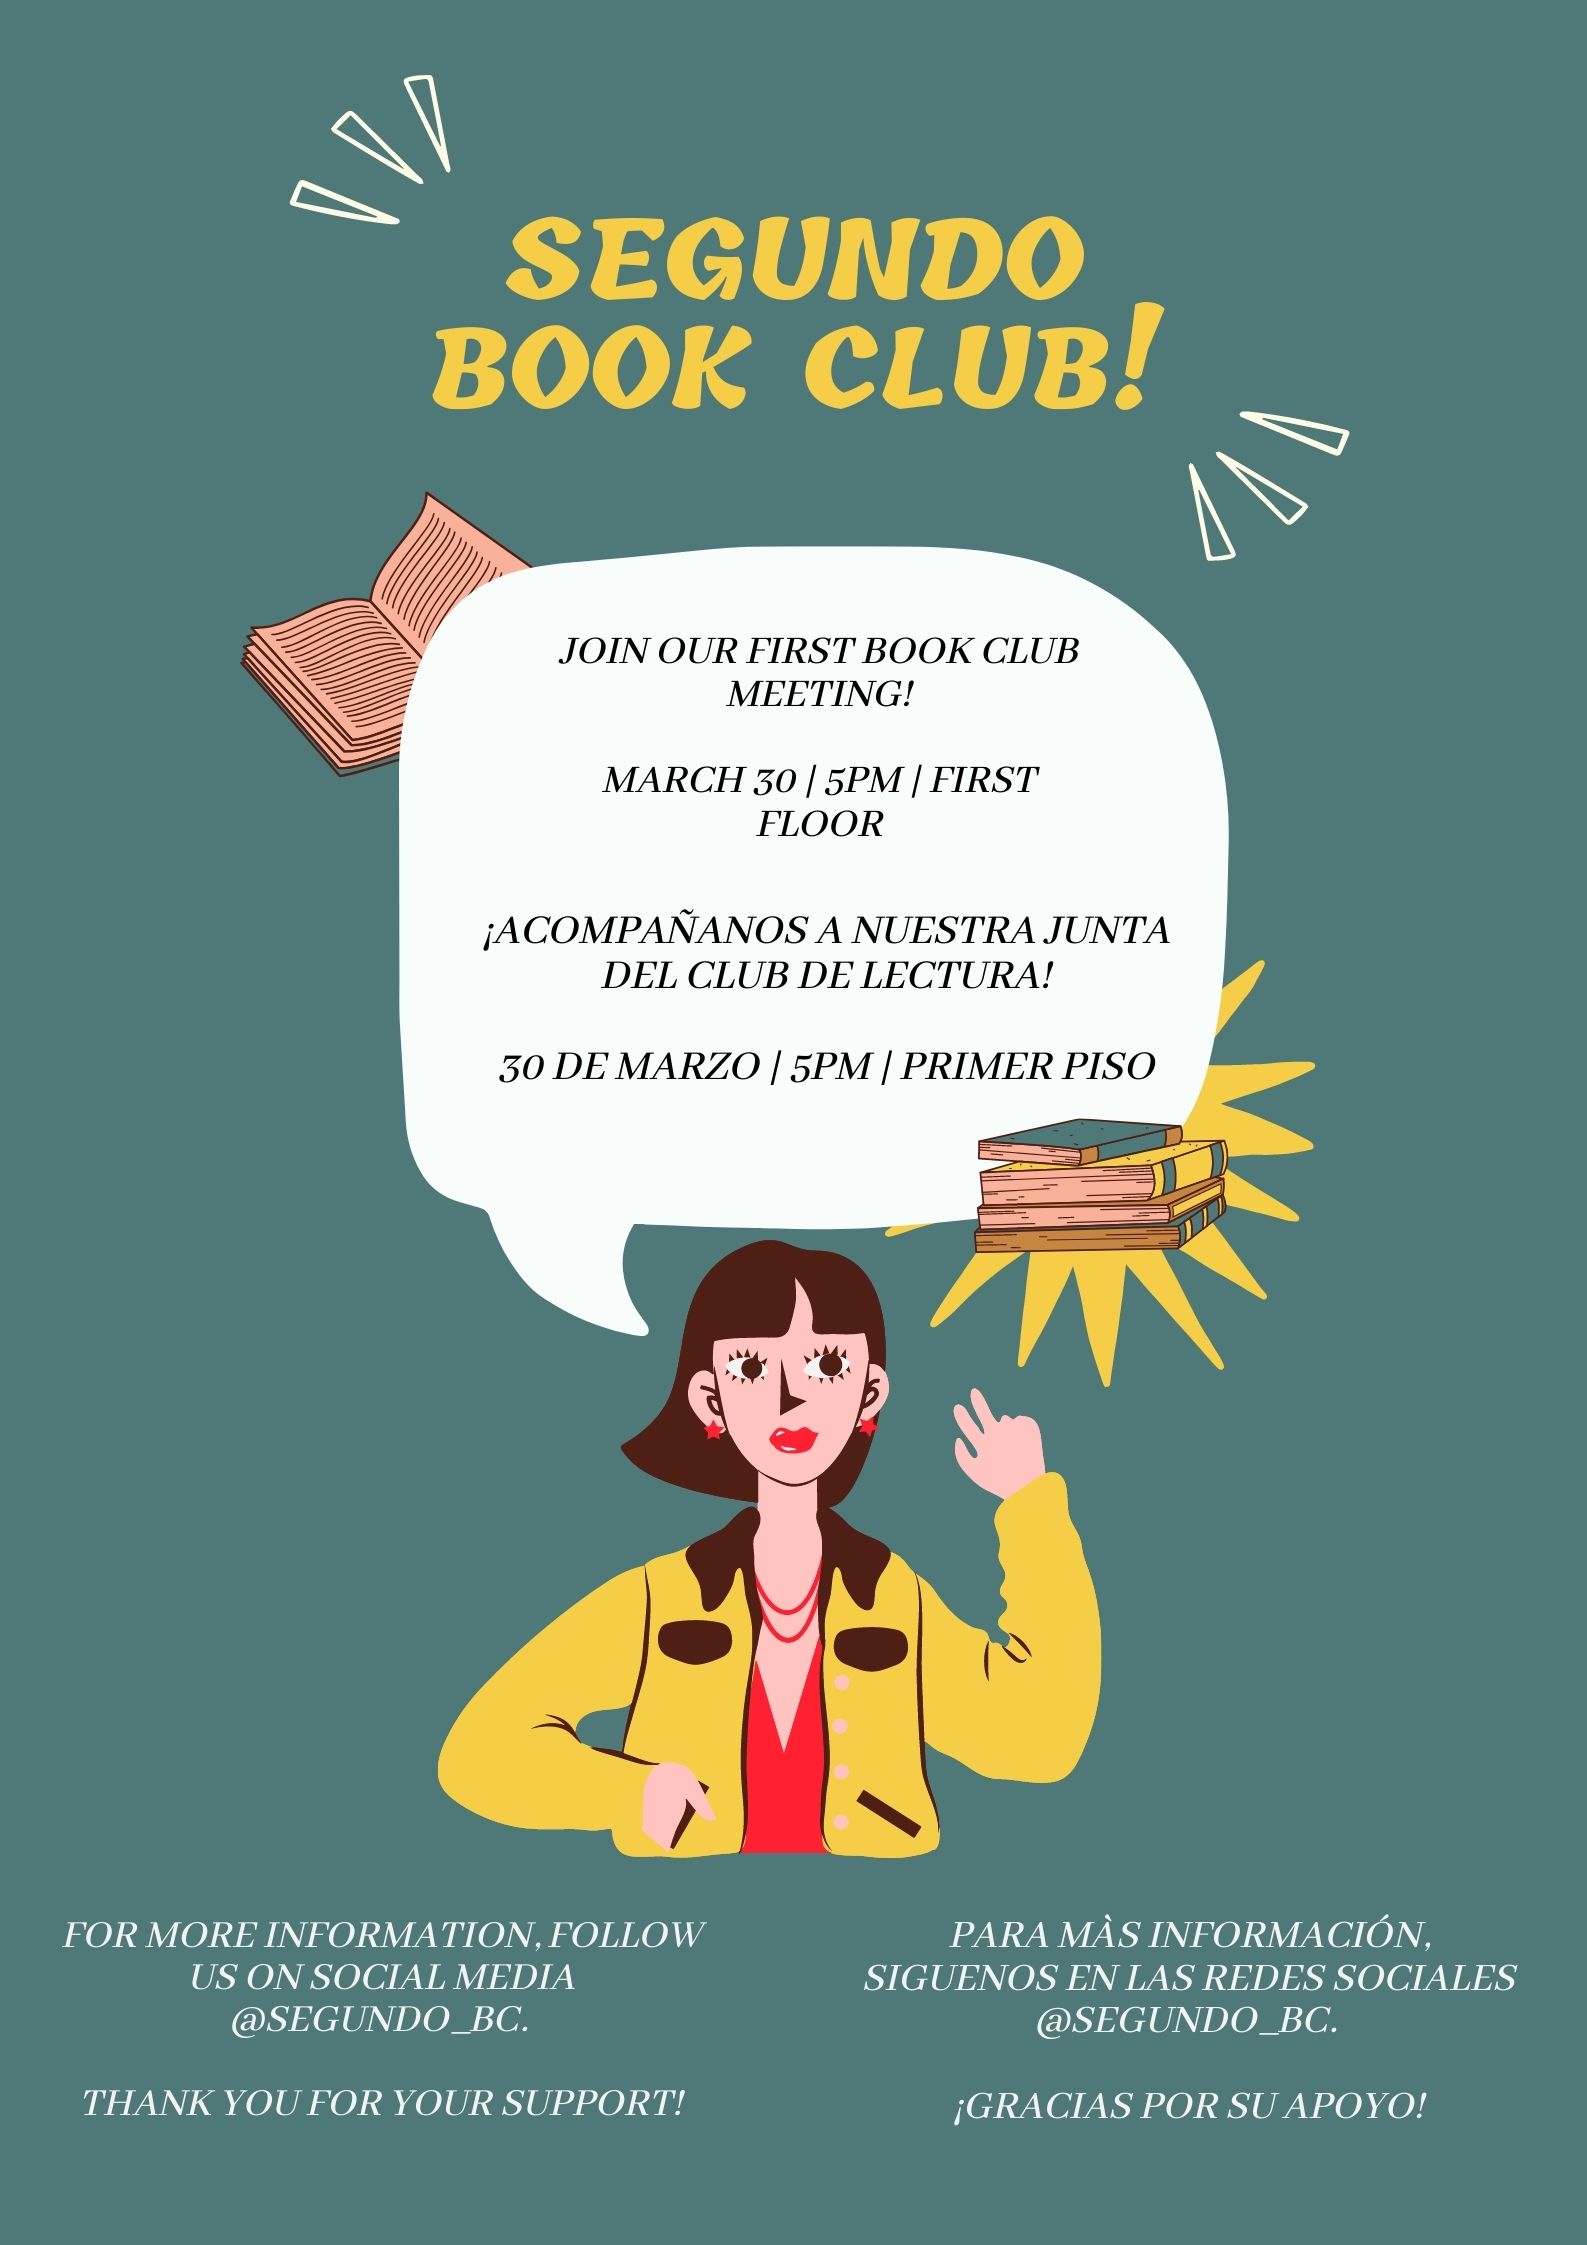 SEGUNDO
BOOK CLUB!
JOIN OUR FIRST BOOK CLUB
MEETING!
MARCH 30 | 5PM | FIRST
FLOOR
¡ACOMPAÑANOS A NUESTRA JUNTA
DEL CLUB DE LECTURA!
30 DE MARZO | 5PM | PRIMER PISO
FOR MORE INFORMATION, FOLLOW
US ON SOCIAL MEDIA
@SEGUNDO_BC.
THANK YOU FOR YOUR SUPPORT!
PARA MÀS INFORMACIÓN,
SIGUENOS EN LAS REDES SOCIALES
@SEGUNDO_BC.
¡GRACIAS POR SU APOYO!